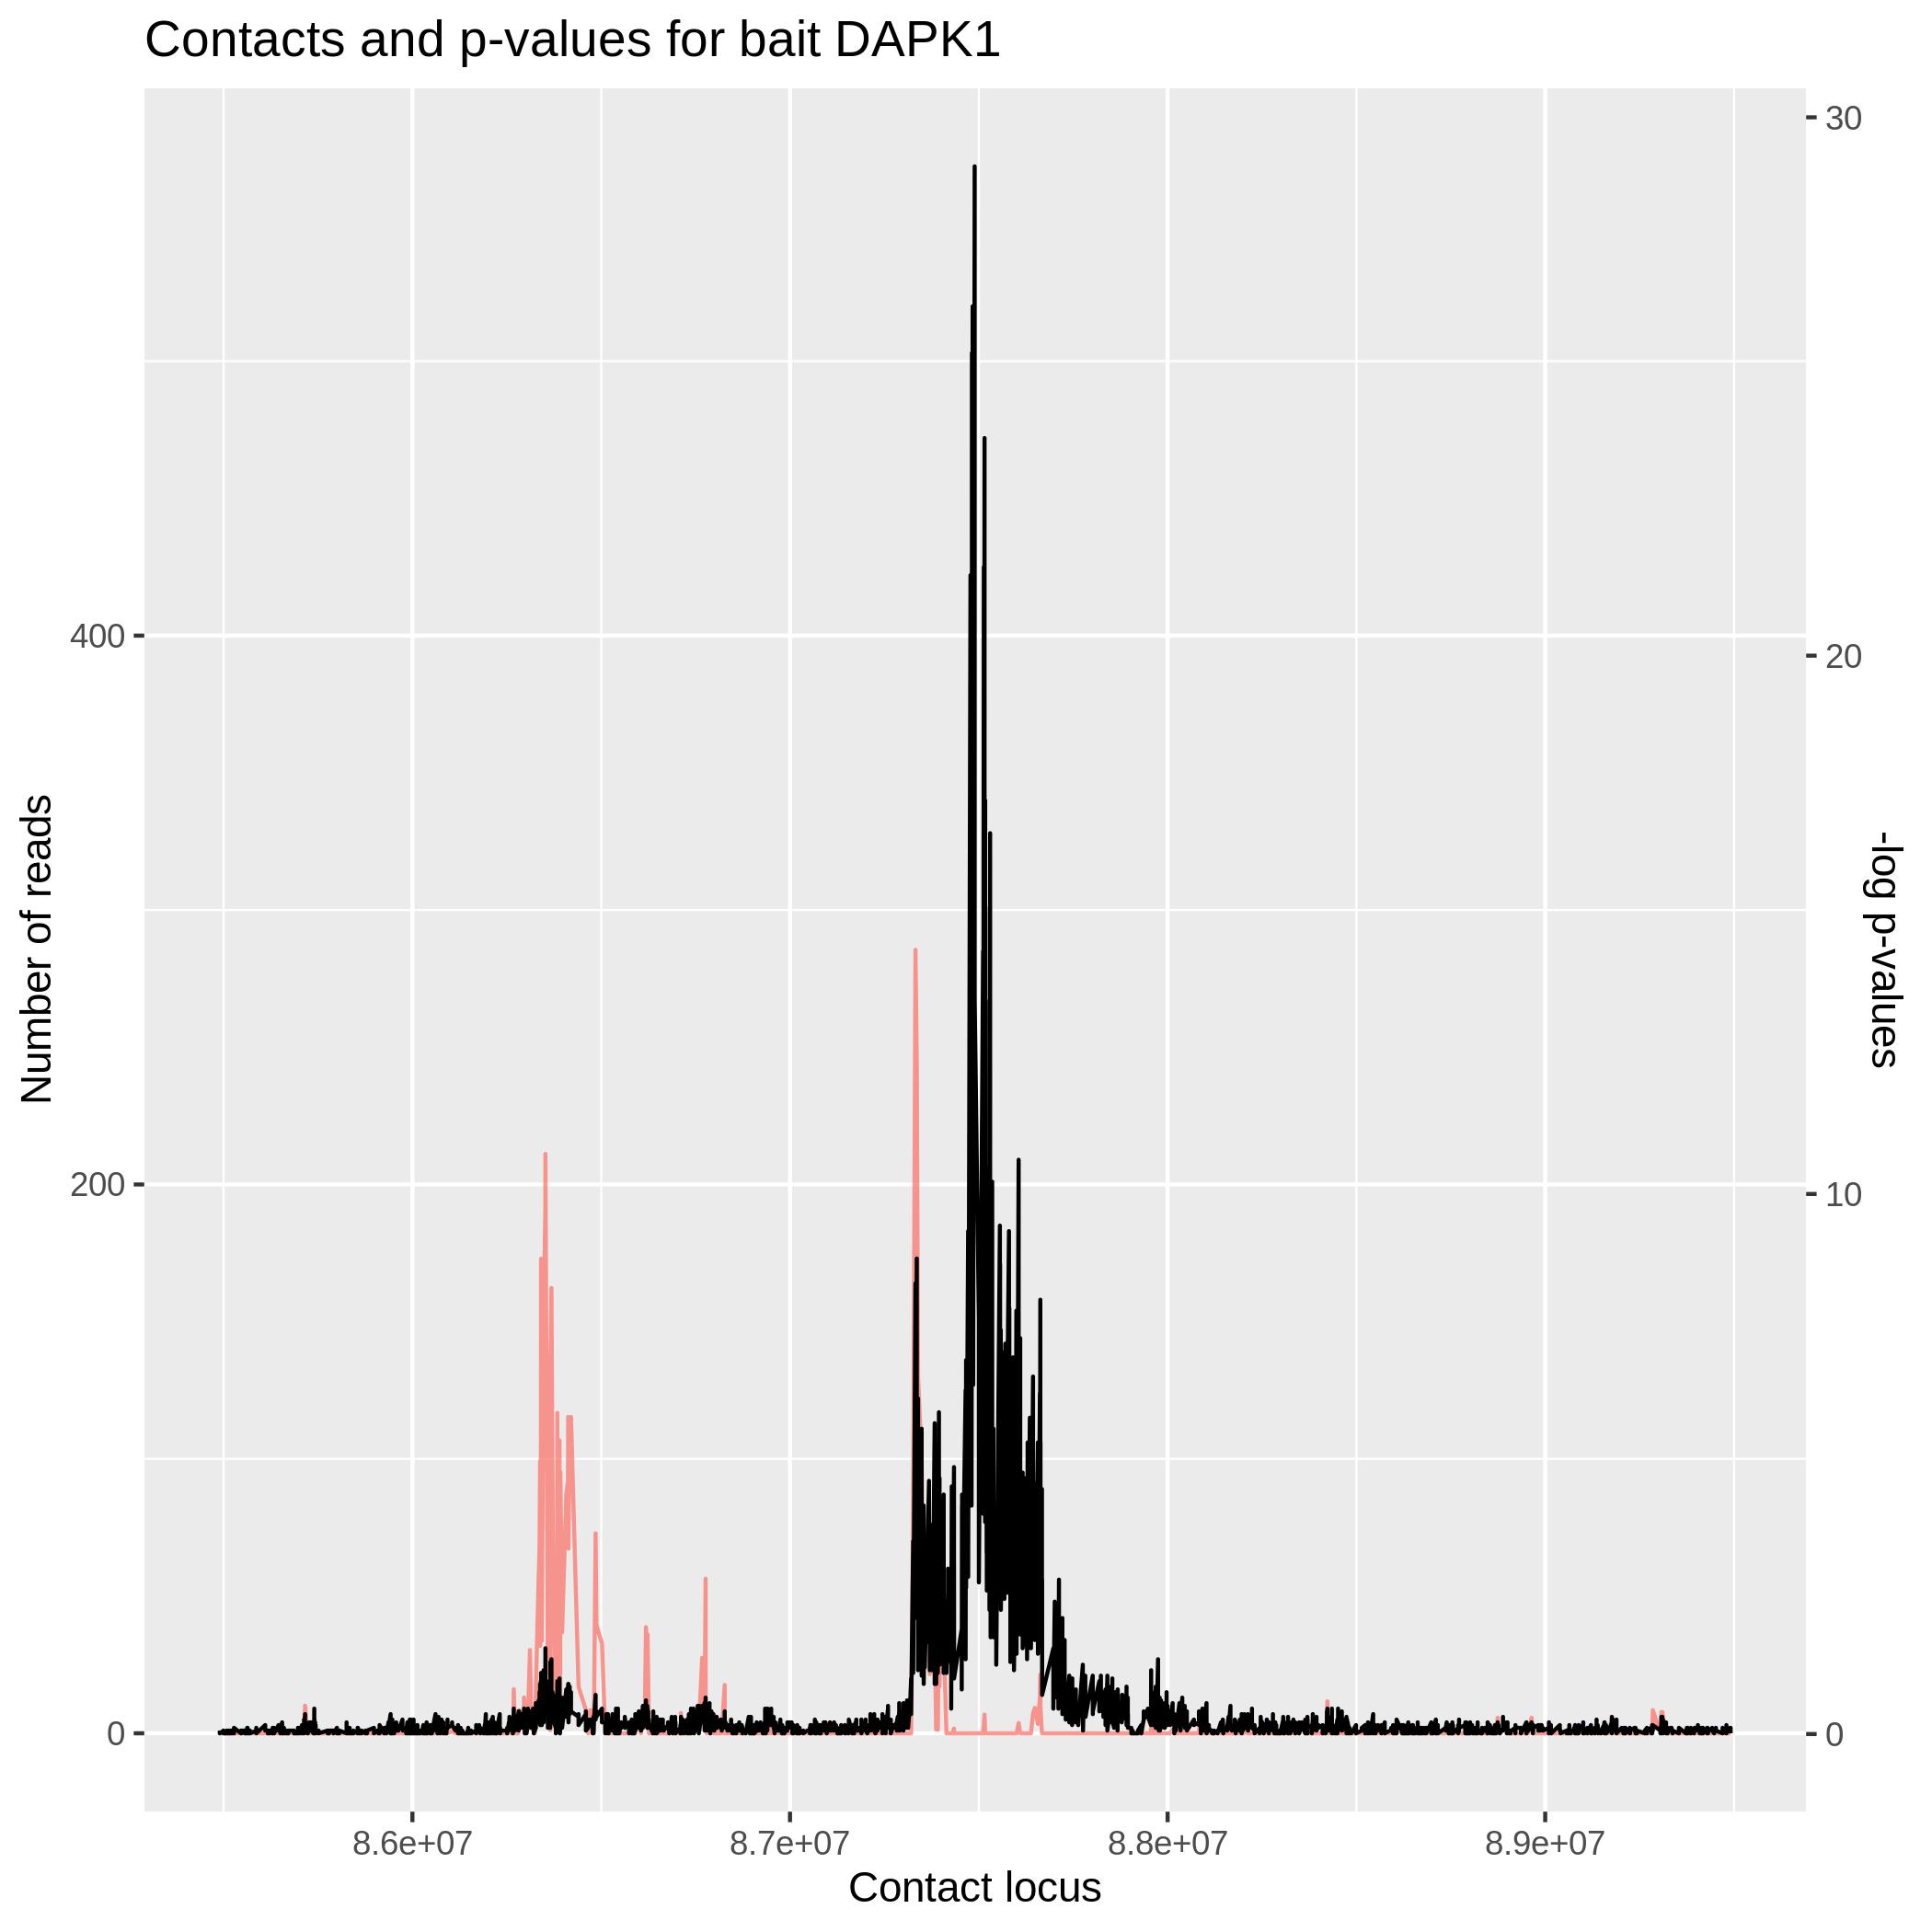 Contacts and p-values for bait DAPK1
30
400
20
Number of reads
-log p-values
200
10
0
0
8.6e+07
8.7e+07
8.8e+07
8.9e+07
Contact locus